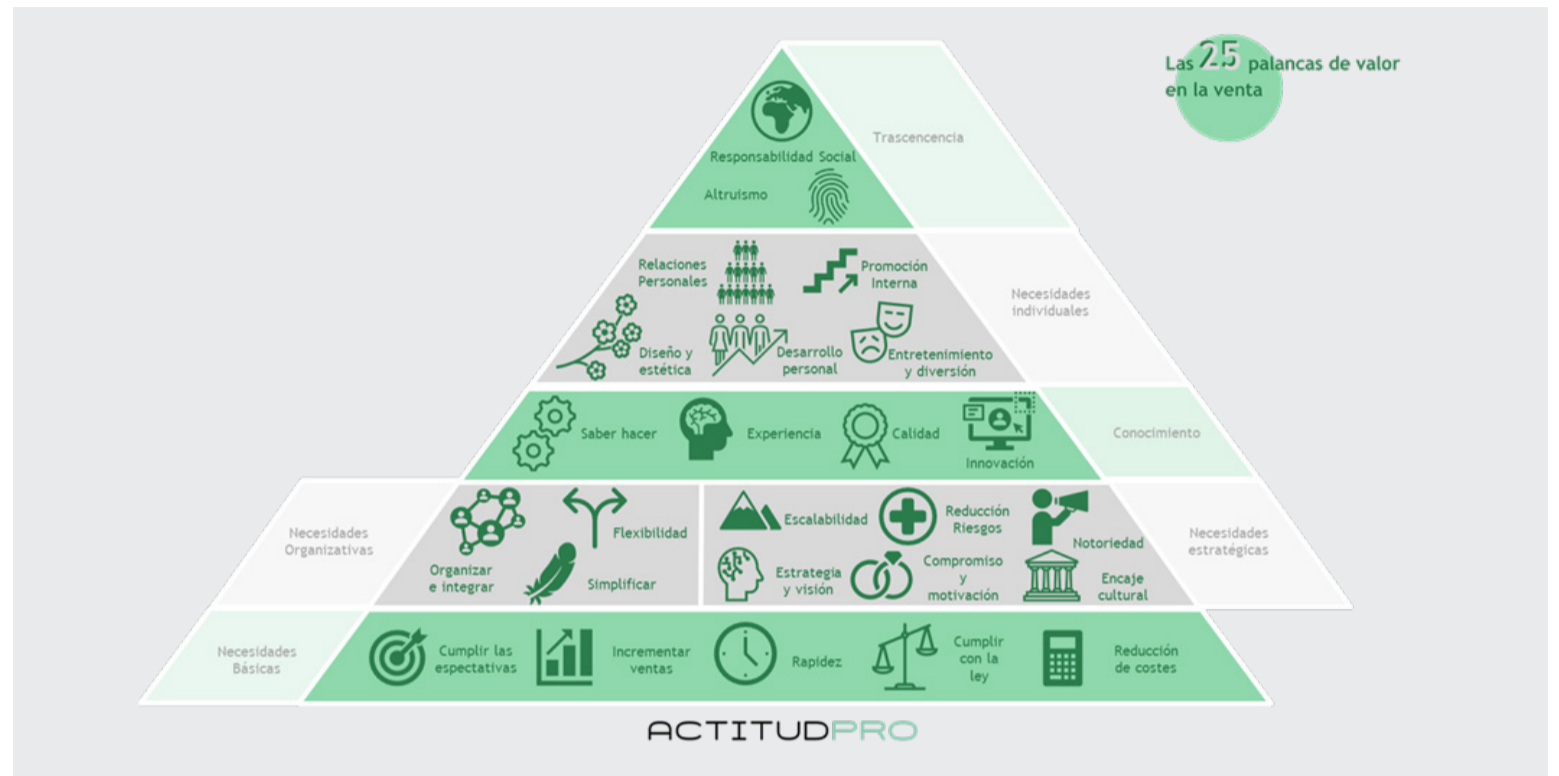 Las 25 palancas de valor
en la venta
Responsabilidad Social
Altruismo
Trascencencia
Relaciones
Personales
Promoción
Interna
Diseño y
estética
Desarrollo
personal
Entretenimiento
y diversión
Necesidades
individuales
Saber hacer
Experiencia
Calidad
Innovación
Conocimiento
Necesidades
Organizativas
Organizar
e integrar
Flexibilidad
Simplificar
Escalabilidad
Reducción
Riesgos
Notoriedad
Estrategia
y visión
Compromiso
y
motivación
Encaje
cultural
Necesidades
estratégicas
Necesidades
Básicas
Cumplir las
espectativas
Incrementar
ventas
Rapidez
Cumplir
con la
ley
Reducción
de costes
ACTITUDPRO